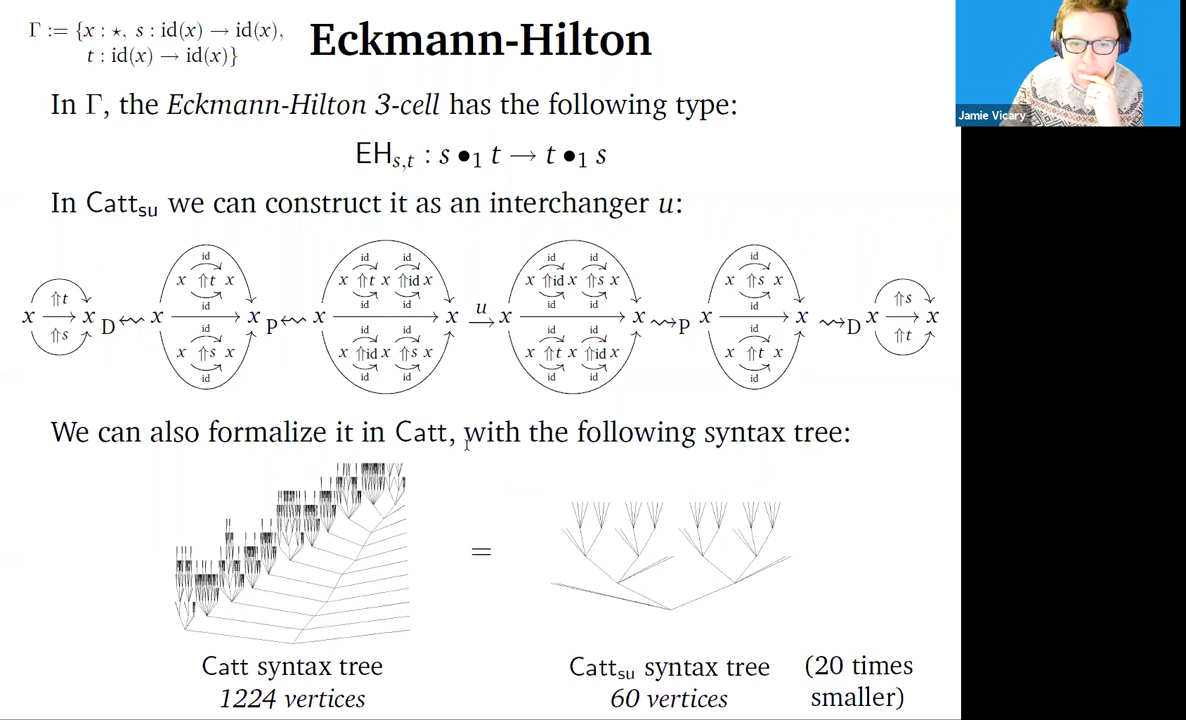 Γ := {x : ⋆, s : id(x) → id(x),
t : id(x) → id(x)}
Eckmann-Hilton
In Γ, the Eckmann-Hilton 3-cell has the following type:
EH_{s,t} : s •₁ t → t •₁ s
In Catt_su we can construct it as an interchanger u:
x ⇑t ⇑s x D⇜ x id x ⇑t x id id x ⇑s x id x P⇜ x id id x ⇑t x ⇑id x id id id id x ⇑id x ⇑s x id id x u→ x id id x ⇑id x ⇑s x id id id id x ⇑t x ⇑id x id id x ⇝P x id x ⇑s x id id x ⇑t x id x ⇝D x ⇑s ⇑t x
We can also formalize it in Catt, with the following syntax tree:
=
Catt syntax tree
1224 vertices
Catt_su syntax tree
60 vertices
(20 times
smaller)
Jamie Vicary